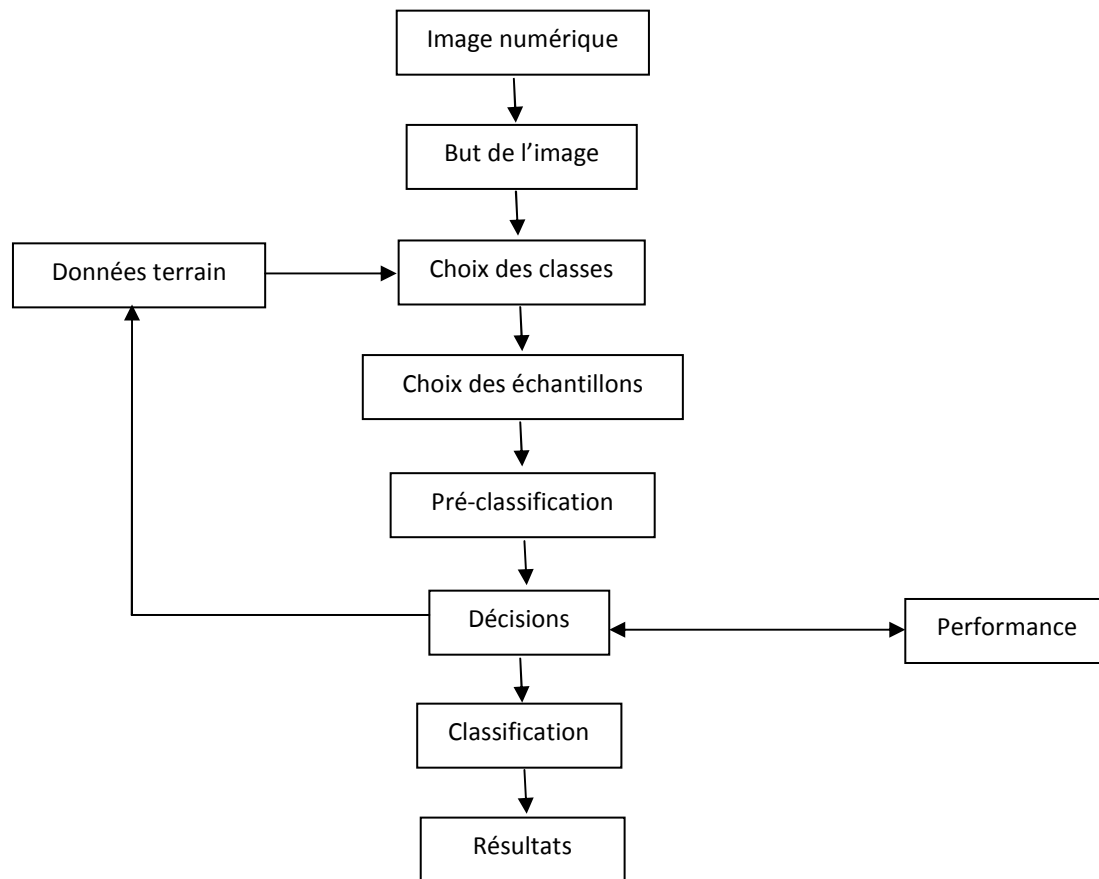 Image numérique
But de l’image
Données terrain
Choix des classes
Choix des échantillons
Pré-classification
Décisions
Performance
Classification
Résultats